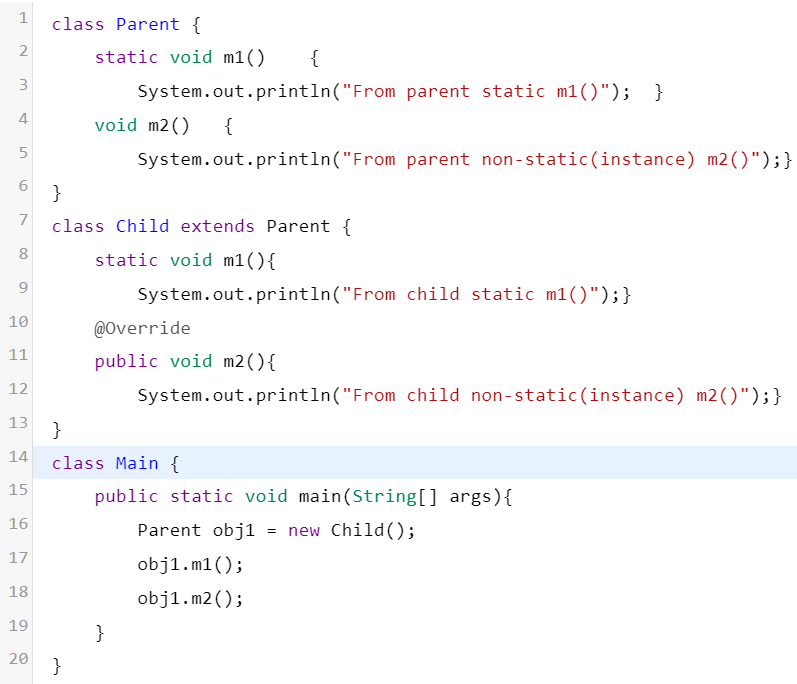 1 class Parent {
2     static void m1()    {
3         System.out.println("From parent static m1()");  }
4     void m2()   {
5         System.out.println("From parent non-static(instance) m2()");}
6 }
7 class Child extends Parent {
8     static void m1(){
9         System.out.println("From child static m1()");}
10     @Override
11     public void m2(){
12         System.out.println("From child non-static(instance) m2()");}
13 }
14 class Main {
15     public static void main(String[] args){
16         Parent obj1 = new Child();
17         obj1.m1();
18         obj1.m2();
19     }
20 }